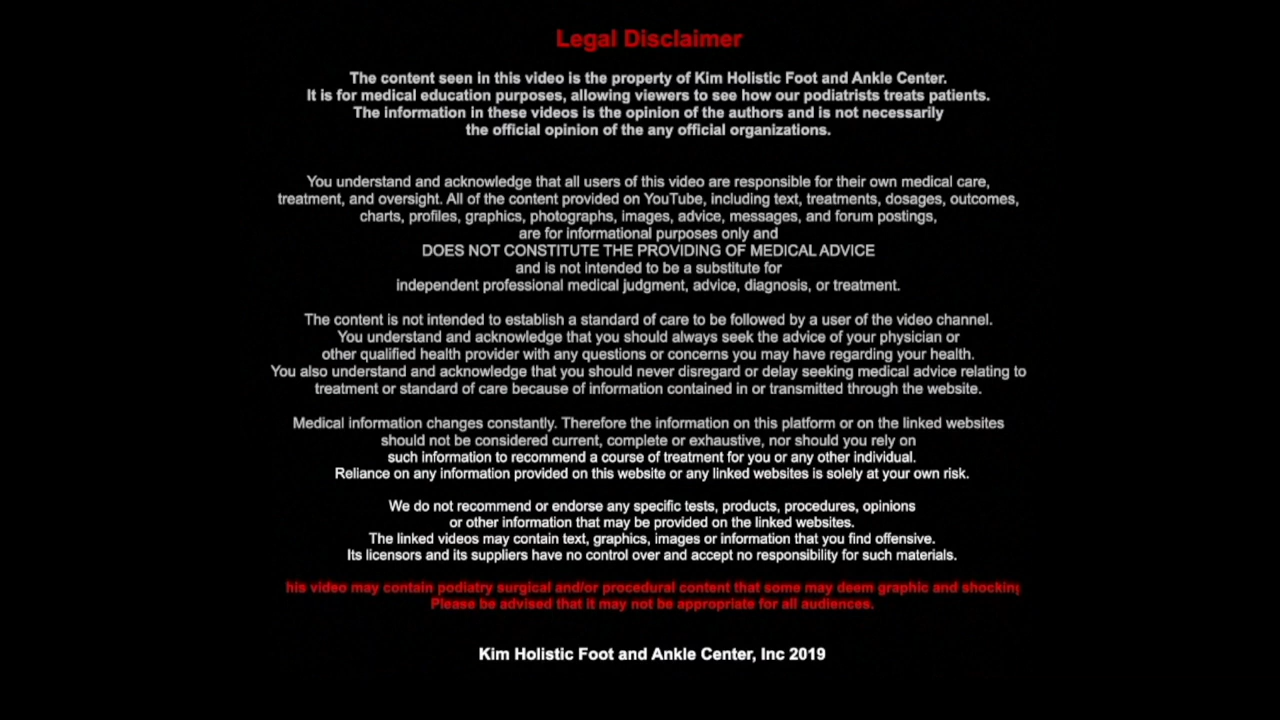 Legal Disclaimer
The content seen in this video is the property of Kim Holistic Foot and Ankle Center.
It is for medical education purposes, allowing viewers to see how our podiatrists treats patients.
The information in these videos is the opinion of the authors and is not necessarily
the official opinion of the any official organizations.
You understand and acknowledge that all users of this video are responsible for their own medical care,
treatment, and oversight. All of the content provided on YouTube, including text, treatments, dosages, outcomes,
charts, profiles, graphics, photographs, images, advice, messages, and forum postings,
are for informational purposes only and
DOES NOT CONSTITUTE THE PROVIDING OF MEDICAL ADVICE
and is not intended to be a substitute for
independent professional medical judgment, advice, diagnosis, or treatment.
The content is not intended to establish a standard of care to be followed by a user of the video channel.
You understand and acknowledge that you should always seek the advice of your physician or
other qualified health provider with any questions or concerns you may have regarding your health.
You also understand and acknowledge that you should never disregard or delay seeking medical advice relating to
treatment or standard of care because of information contained in or transmitted through the website.
Medical information changes constantly. Therefore the information on this platform or on the linked websites
should not be considered current, complete or exhaustive, nor should you rely on
such information to recommend a course of treatment for you or any other individual.
Reliance on any information provided on this website or any linked websites is solely at your own risk.
We do not recommend or endorse any specific tests, products, procedures, opinions
or other information that may be provided on the linked websites.
The linked videos may contain text, graphics, images or information that you find offensive.
Its licensors and its suppliers have no control over and accept no responsibility for such materials.
his video may contain podiatry surgical and/or procedural content that some may deem graphic and shocking
Please be advised that it may not be appropriate for all audiences.
Kim Holistic Foot and Ankle Center, Inc 2019